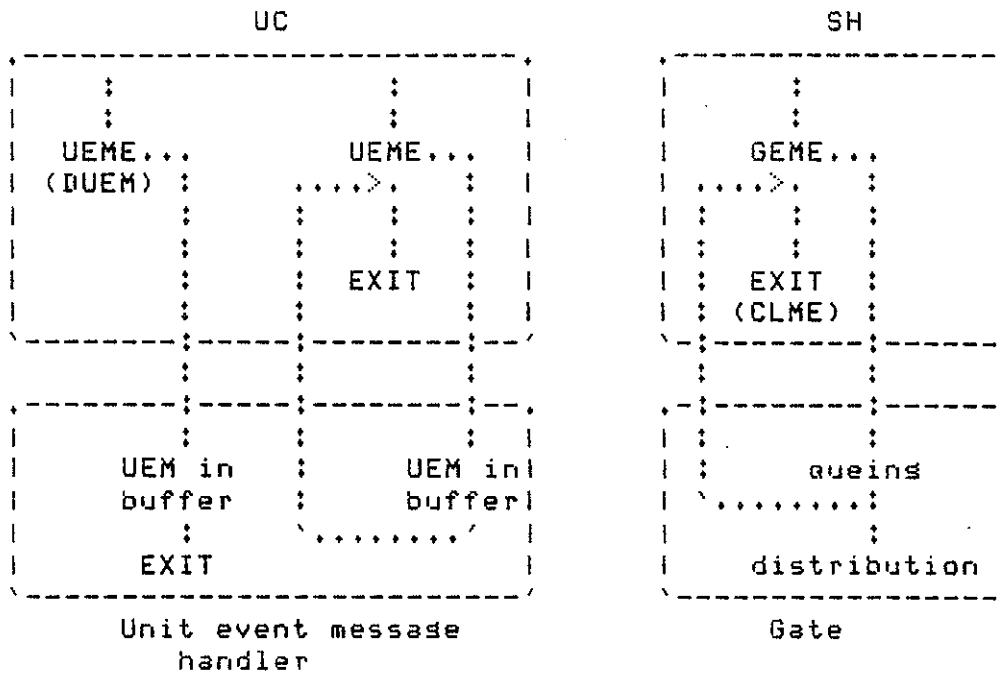 UC SH
UEME... UEME... GEME...
(DUEM) ....>. ....>.
EXIT EXIT
(CLME)
UEM in UEM in queins
buffer buffer
EXIT distribution
Unit event message Gate
handler